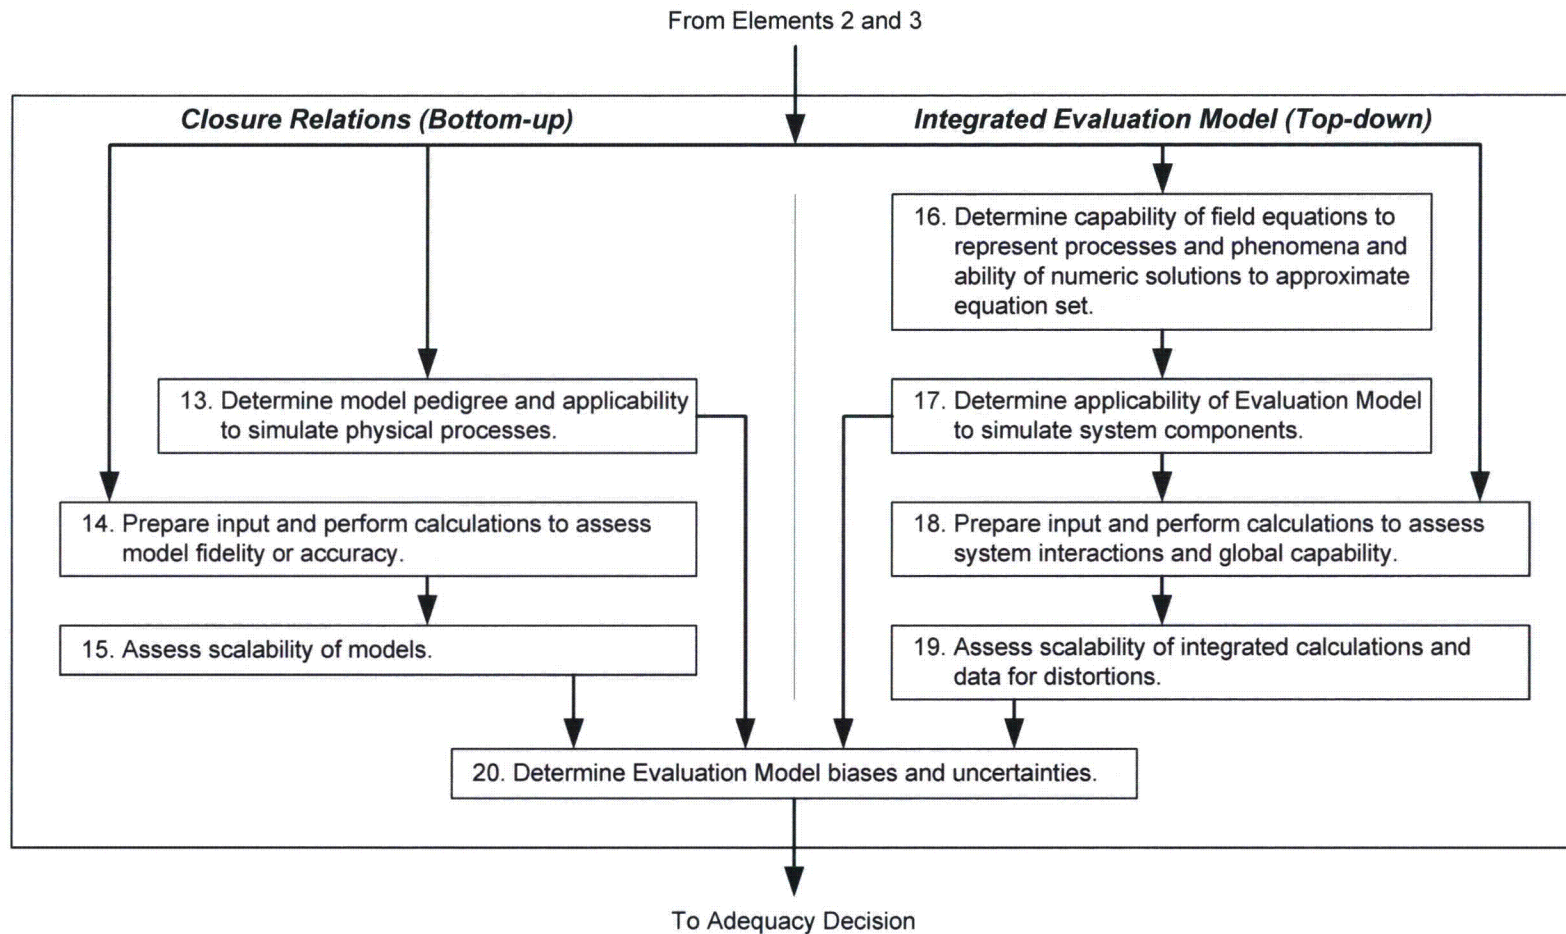 From Elements 2 and 3
Closure Relations (Bottom-up)
Integrated Evaluation Model (Top-down)
16. Determine capability of field equations to
represent processes and phenomena and
ability of numeric solutions to approximate
equation set.
13. Determine model pedigree and applicability
to simulate physical processes.
17. Determine applicability of Evaluation Model
to simulate system components.
14. Prepare input and perform calculations to assess
model fidelity or accuracy.
18. Prepare input and perform calculations to assess
system interactions and global capability.
15. Assess scalability of models.
19. Assess scalability of integrated calculations and
data for distortions.
20. Determine Evaluation Model biases and uncertainties.
To Adequacy Decision